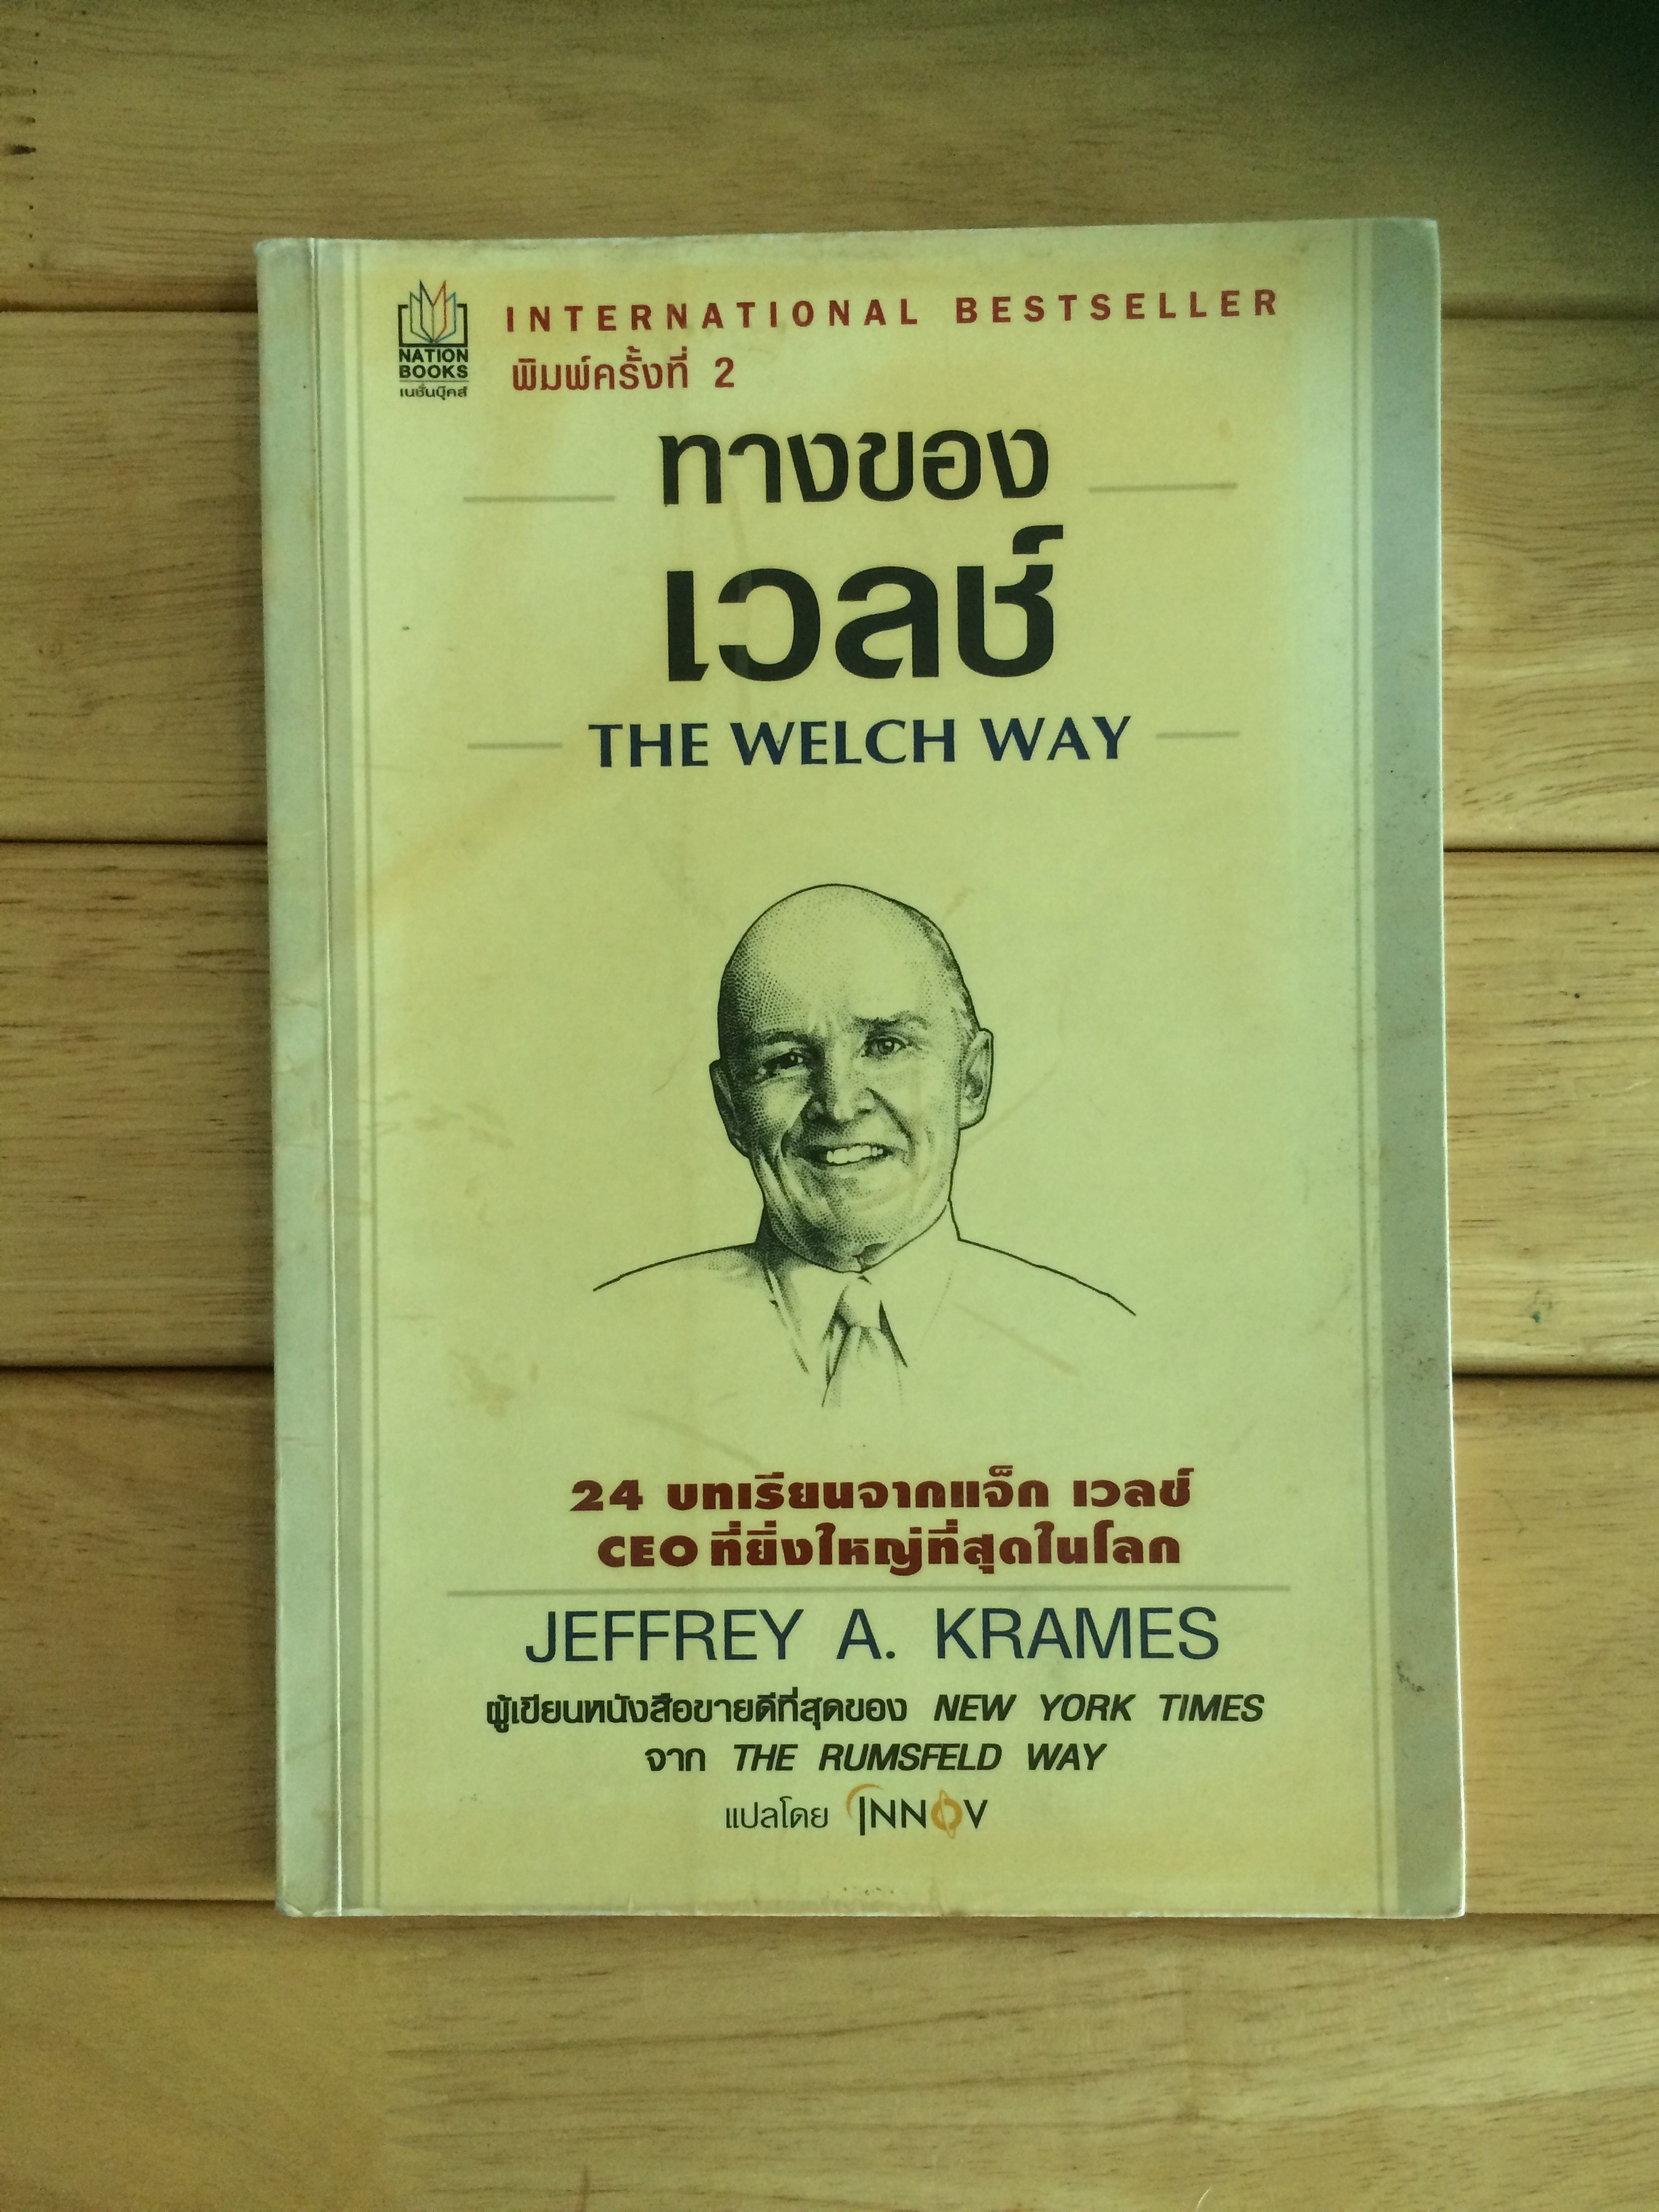 NATION
BOOKS
เนชั่นบุ๊คส์
INTERNATIONAL BESTSELLER
พิมพ์ครั้งที่ 2
ทางของ
เวลช์
THE WELCH WAY
24 บทเรียนจากแจ็ก เวลช์
CEO ที่ยิ่งใหญ่ที่สุดในโลก
JEFFREY A. KRAMES
ผู้เขียนหนังสือขายดีที่สุดของ NEW YORK TIMES
จาก THE RUMSFELD WAY
แปลโดย INNOV